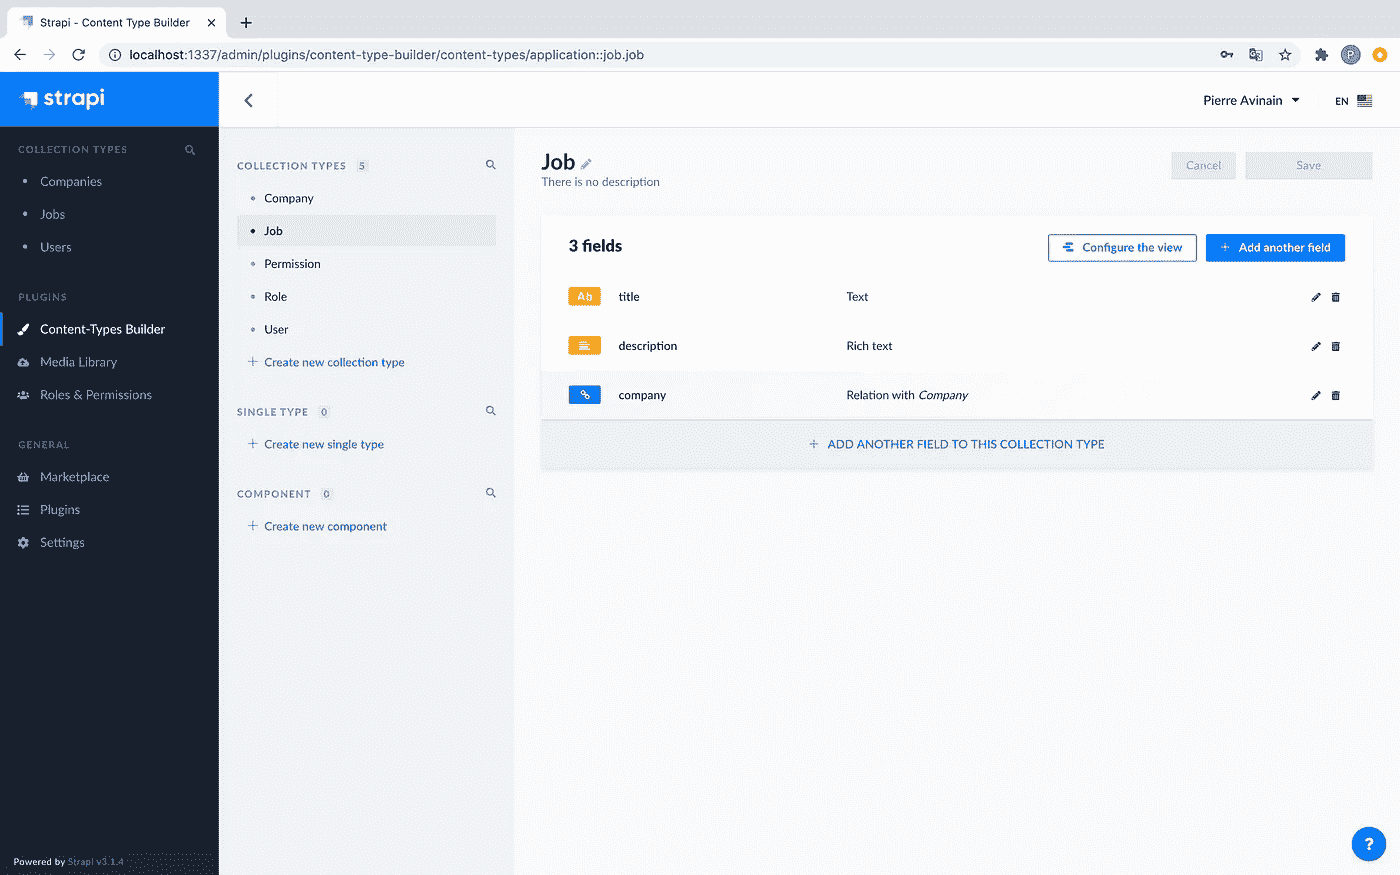 Strapi - Content Type Builder
localhost:1337/admin/plugins/content-type-builder/content-types/application::job.job
P
strapi
Pierre Avinain
EN
COLLECTION TYPES
Companies
Jobs
Users
PLUGINS
Content-Types Builder
Media Library
Roles & Permissions
GENERAL
Marketplace
Plugins
Settings
Powered by Strapi v3.1.4
COLLECTION TYPES 5
Company
Job
Permission
Role
User
Create new collection type
SINGLE TYPE 0
Create new single type
COMPONENT 0
Create new component
Job
There is no description
Cancel
Save
3 fields
Configure the view
Add another field
Ab title Text
description Rich text
company Relation with Company
ADD ANOTHER FIELD TO THIS COLLECTION TYPE
?